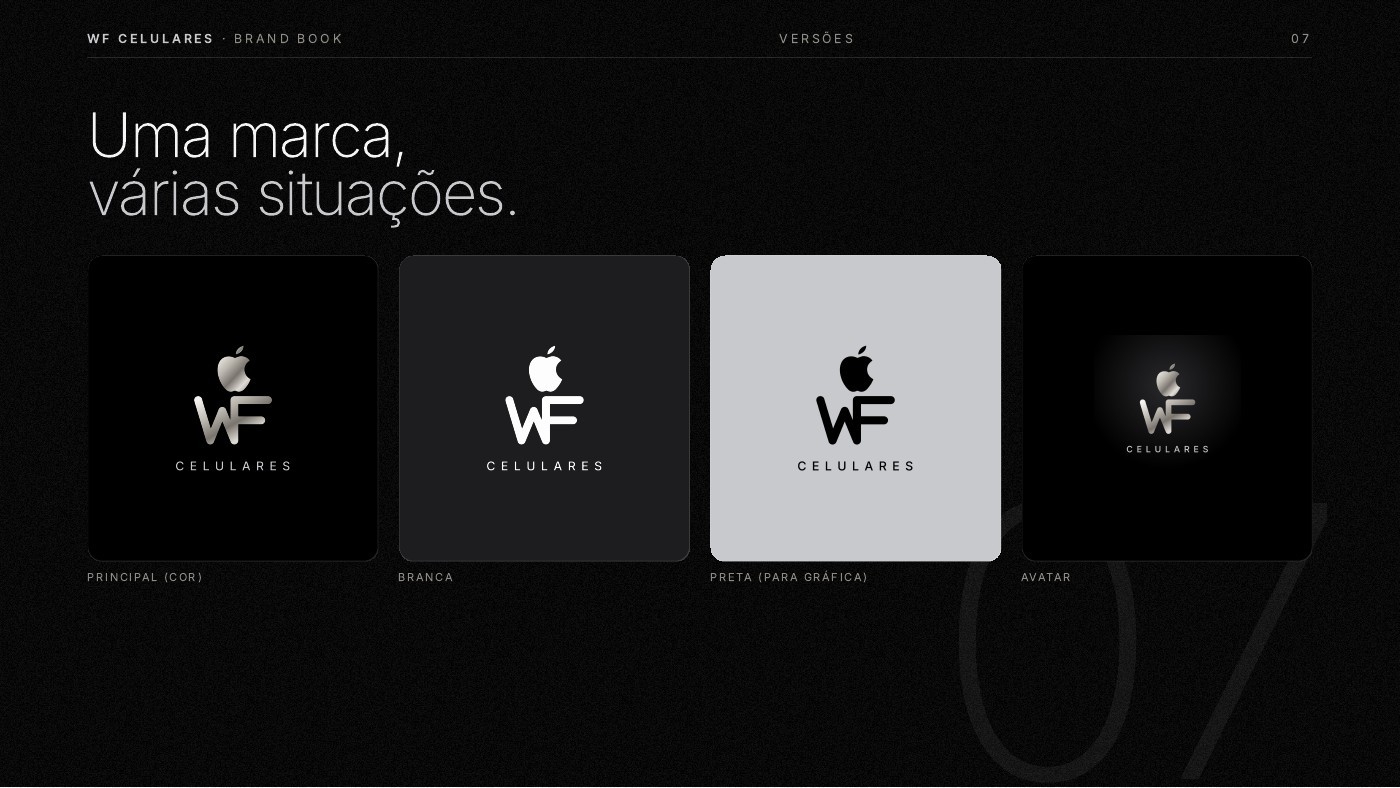 WF CELULARES · BRAND BOOK
VERSÕES
07
Uma marca,
várias situações.
WF
CELULARES
WF
CELULARES
WF
CELULARES
WF
CELULARES
PRINCIPAL (COR)
BRANCA
PRETA (PARA GRÁFICA)
AVATAR
07